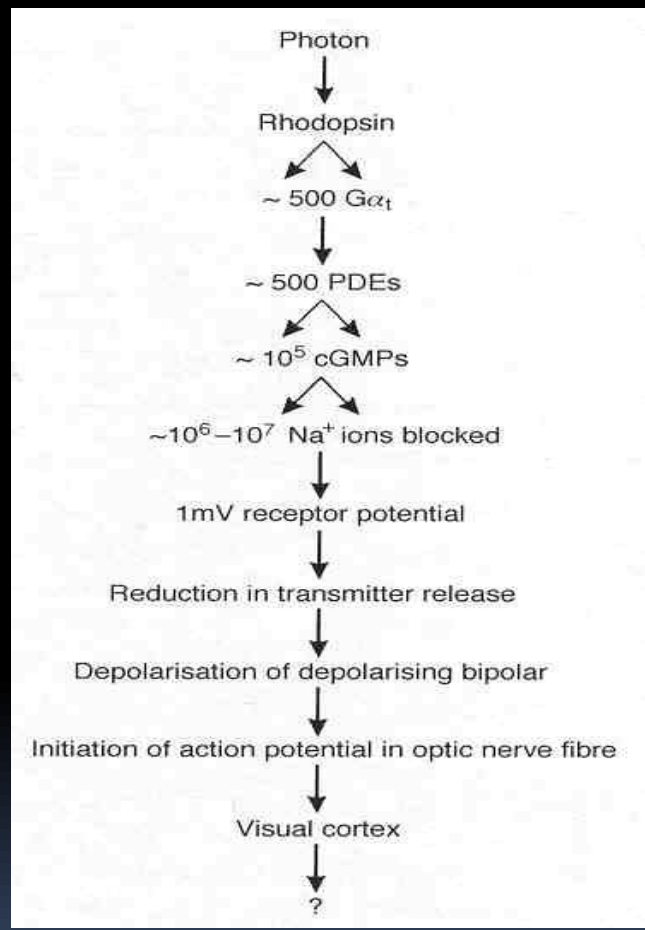 Photon
Rhodopsin
~ 500 Gαₜ
~ 500 PDEs
~ 10⁵ cGMPs
~10⁶–10⁷ Na⁺ ions blocked
1mV receptor potential
Reduction in transmitter release
Depolarisation of depolarising bipolar
Initiation of action potential in optic nerve fibre
Visual cortex
?